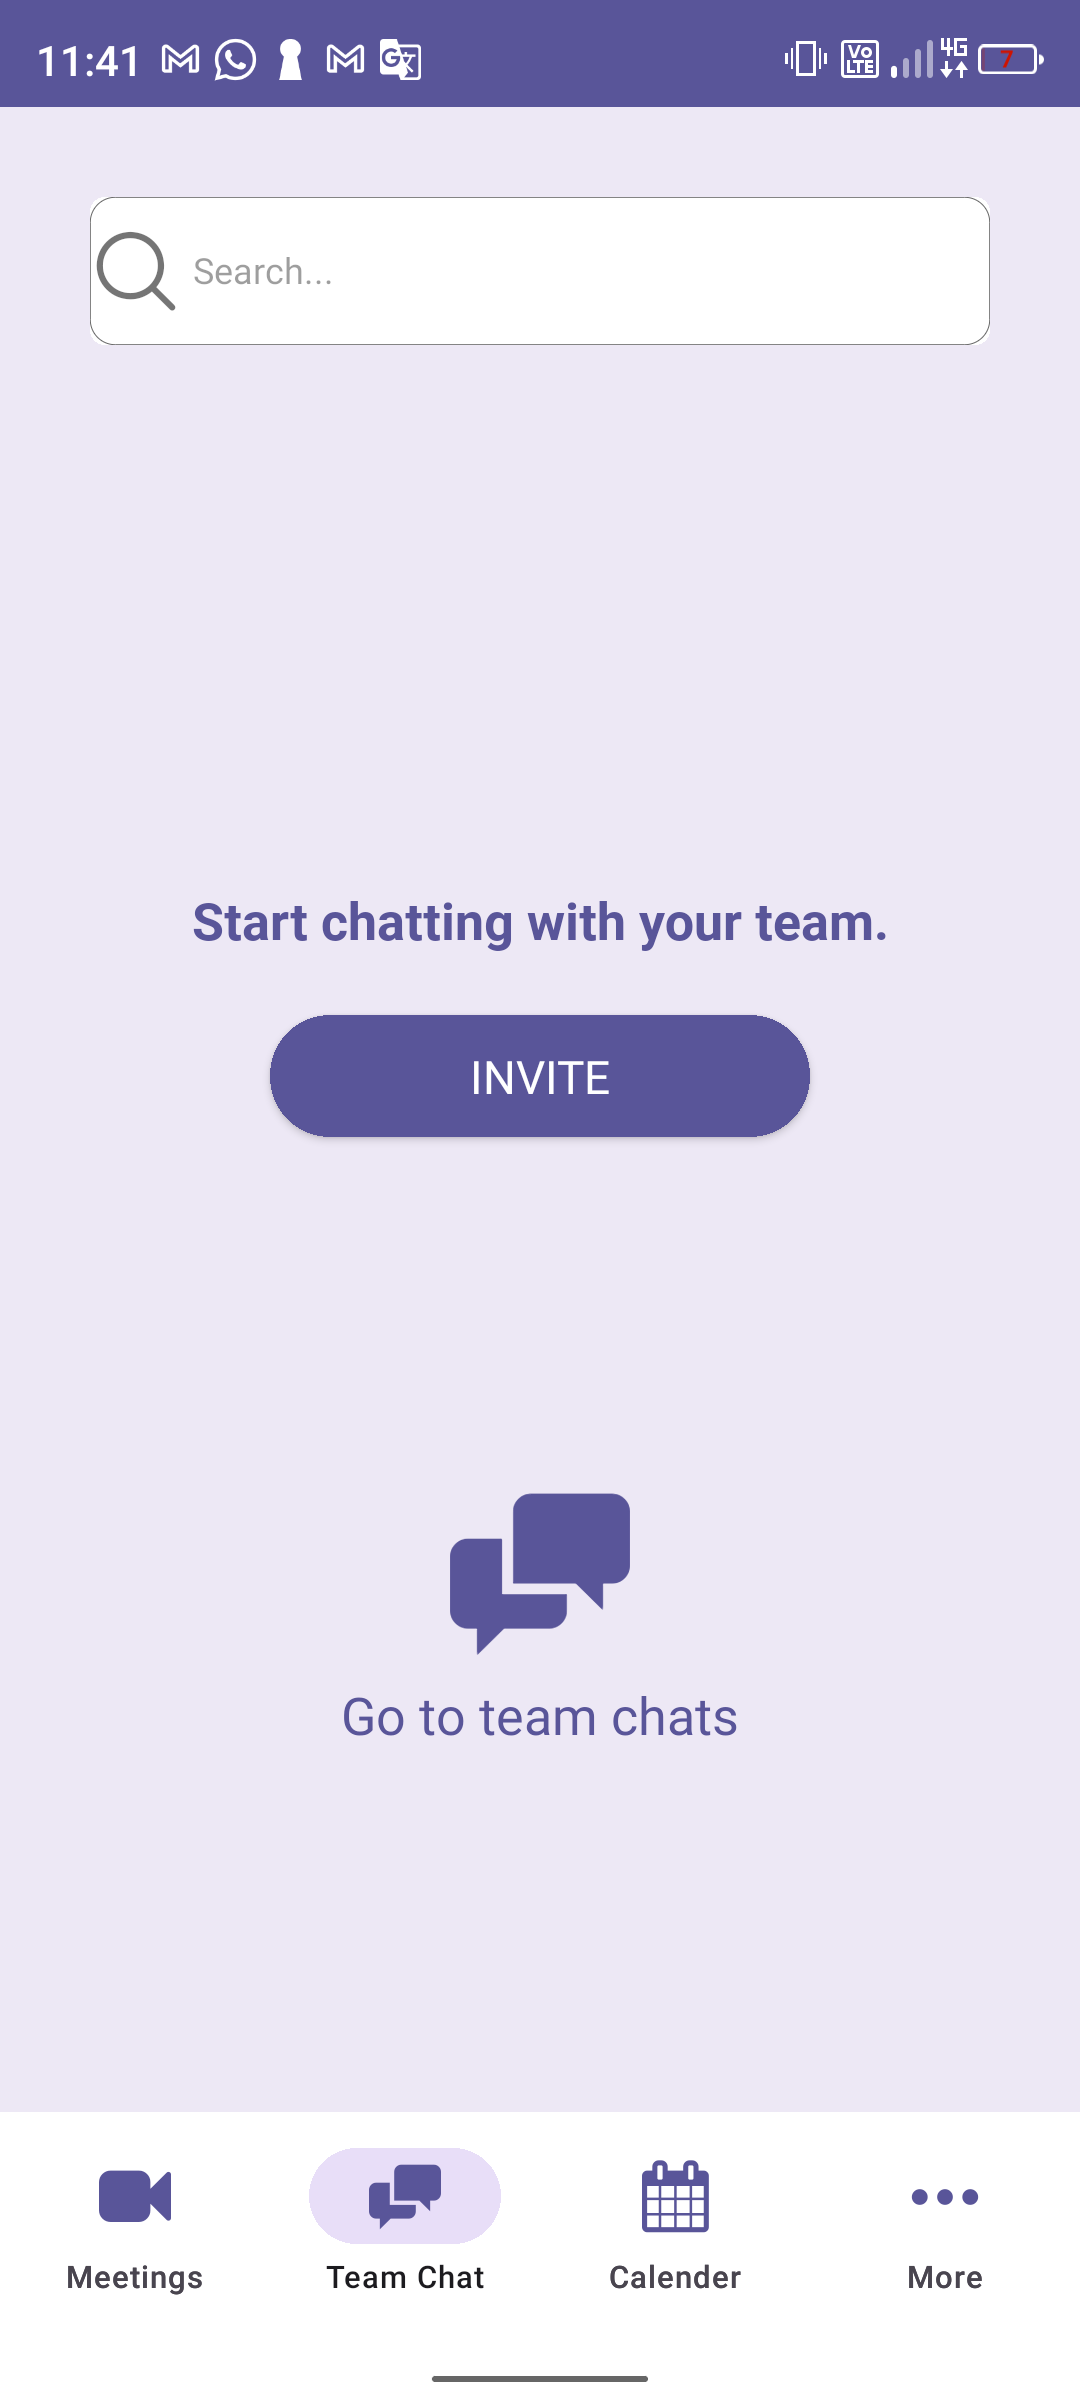 11:41
VO
LTE
4G
7
Search...
Start chatting with your team.
INVITE
Go to team chats
Meetings
Team Chat
Calender
More